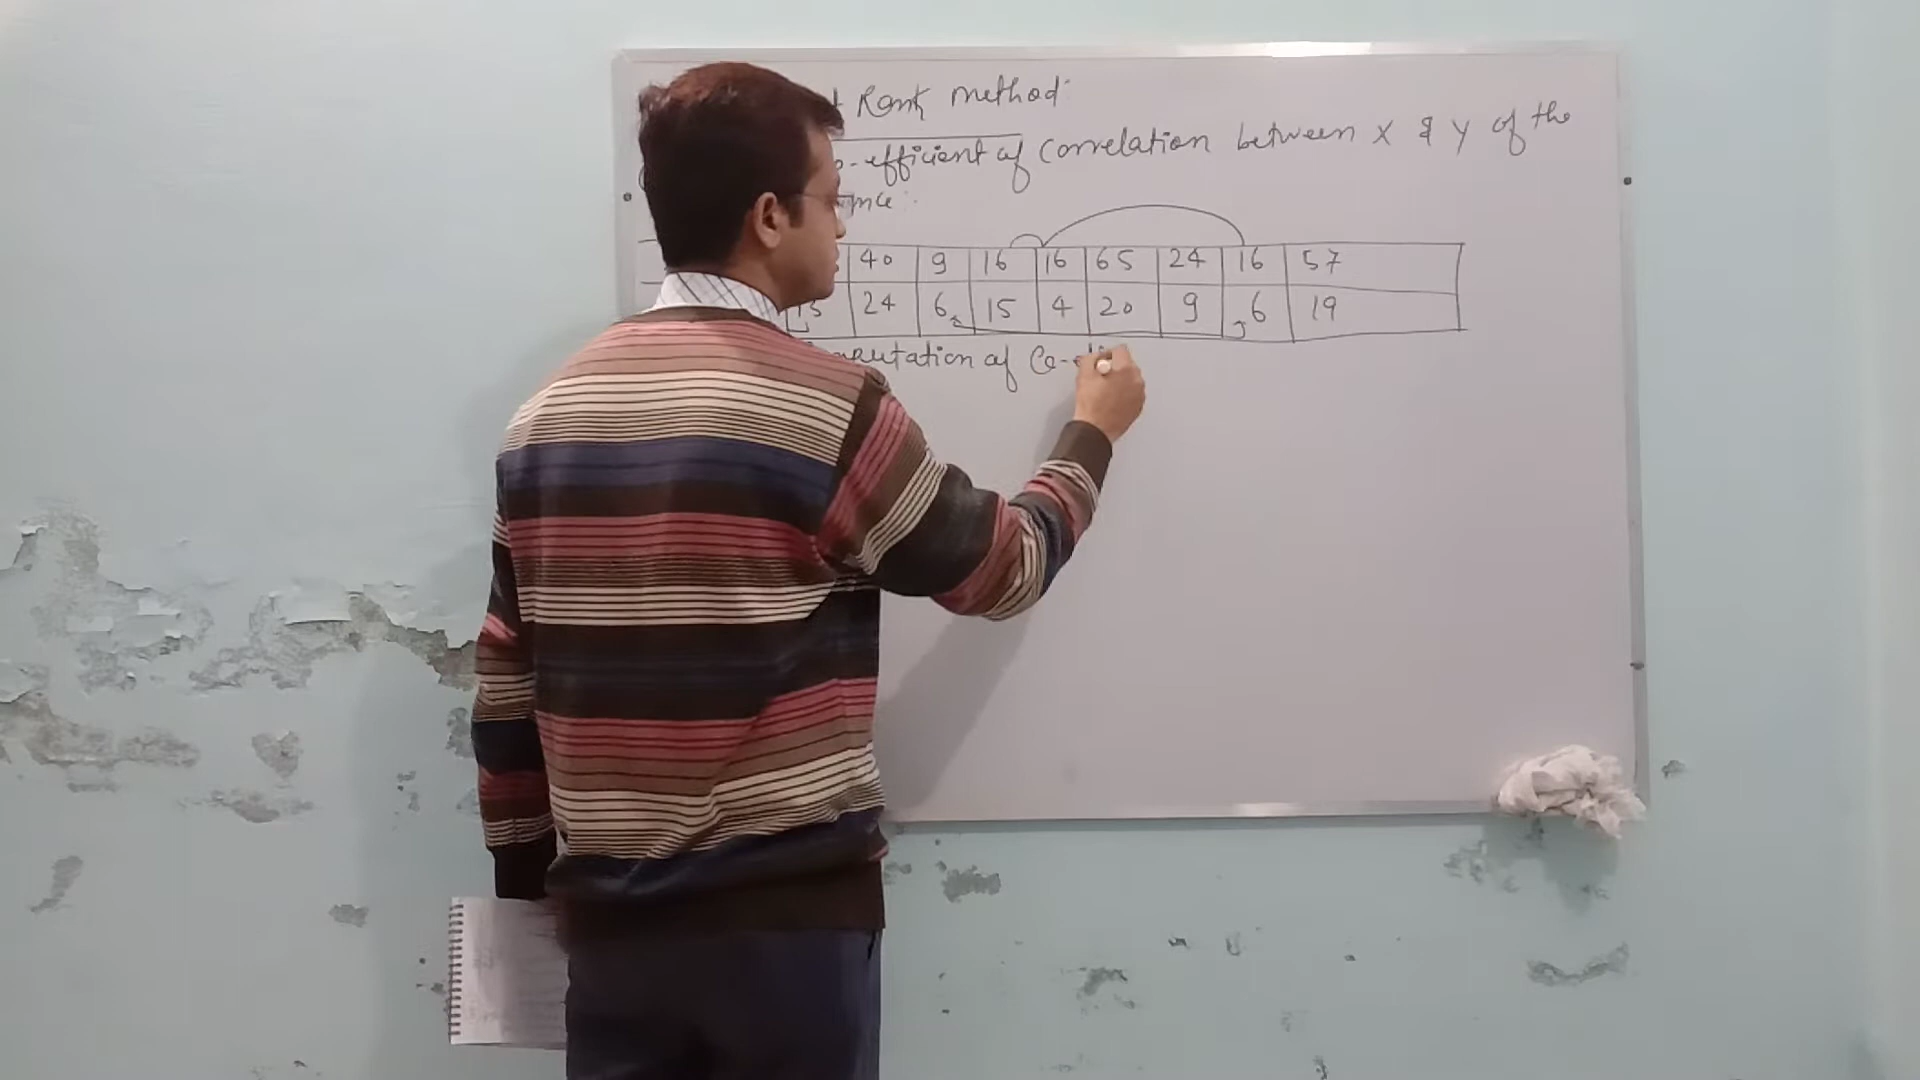 Rank method:
o-efficient of correlation between X & Y of the
nce:
40 9 16 16 65 24 16 57
15 24 6 15 4 20 9 6 19
putation of Co-